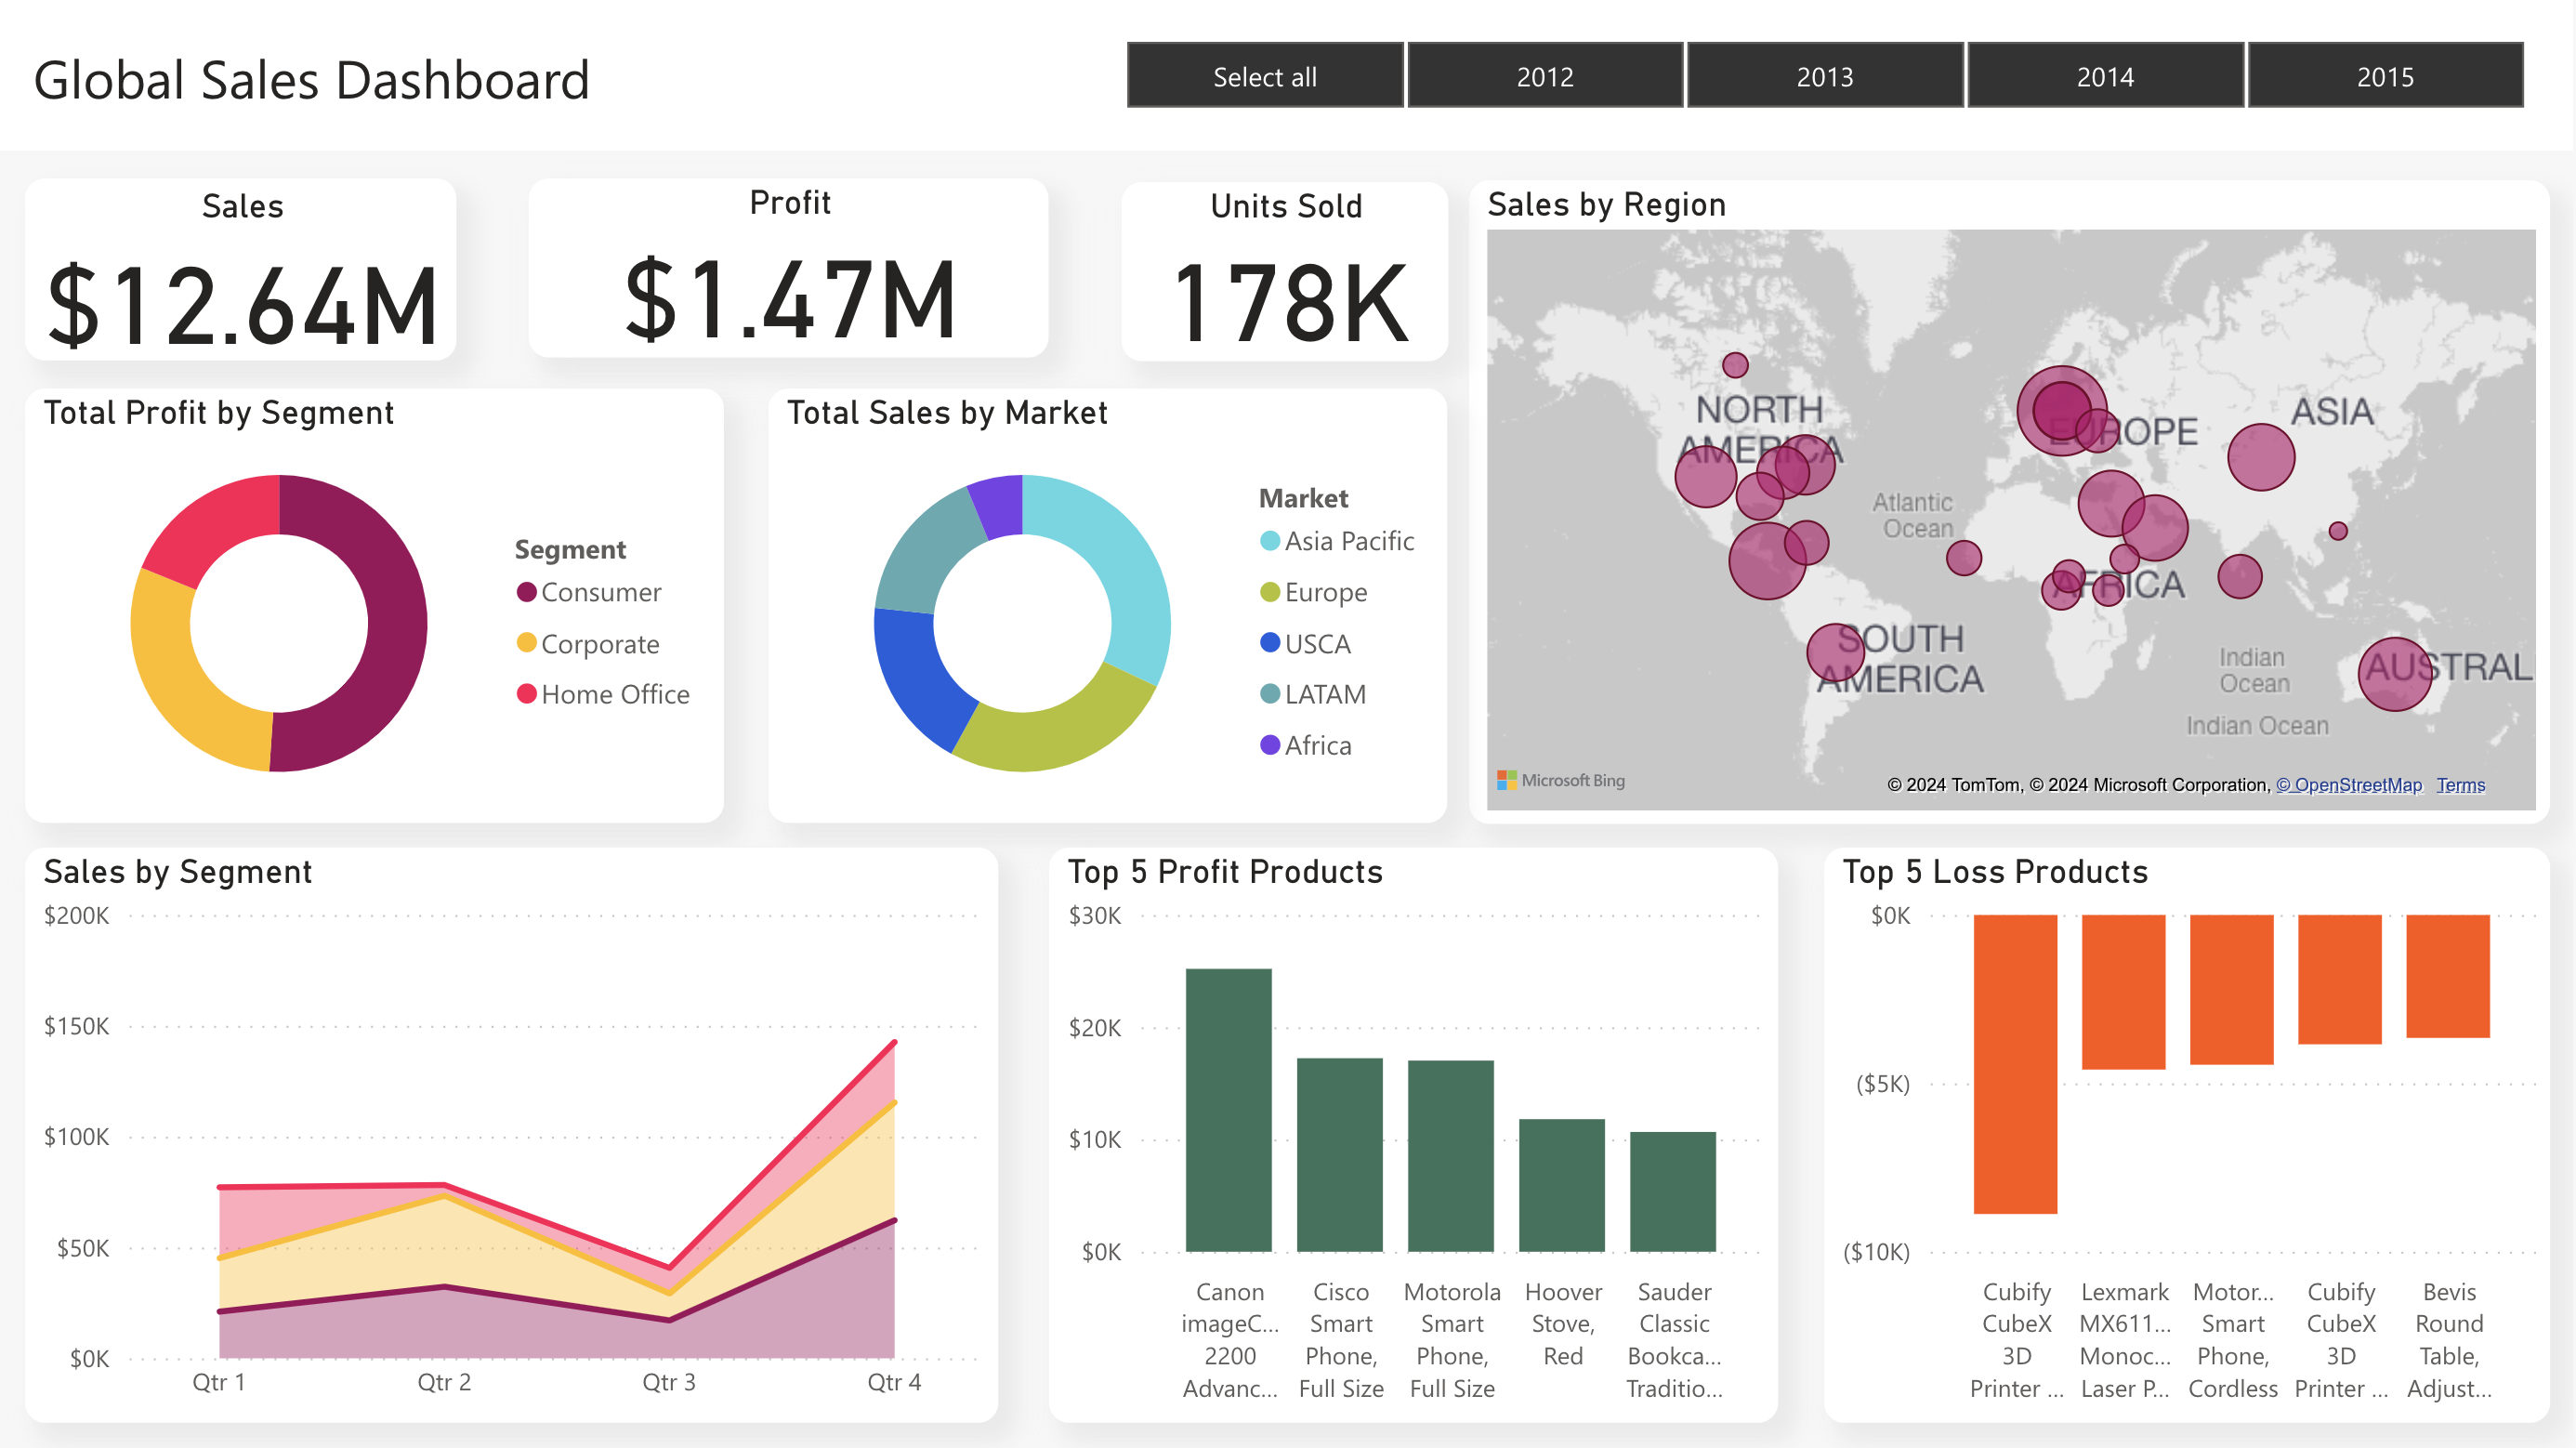 Global Sales Dashboard
Select all
2012
2013
2014
2015
Sales
$12.64M
Profit
$1.47M
Units Sold
178K
Sales by Region
NORTH
AMERICA
EUROPE
ASIA
Atlantic
Ocean
AFRICA
SOUTH
AMERICA
Indian
Ocean
AUSTRAL
Indian Ocean
Microsoft Bing
© 2024 TomTom, © 2024 Microsoft Corporation, © OpenStreetMap Terms
Total Profit by Segment
Segment
Consumer
Corporate
Home Office
Total Sales by Market
Market
Asia Pacific
Europe
USCA
LATAM
Africa
Sales by Segment
$200K
$150K
$100K
$50K
$0K
Qtr 1
Qtr 2
Qtr 3
Qtr 4
Top 5 Profit Products
$30K
$20K
$10K
$0K
Canon
imageC...
2200
Advanc...
Cisco
Smart
Phone,
Full Size
Motorola
Smart
Phone,
Full Size
Hoover
Stove,
Red
Sauder
Classic
Bookca...
Traditio...
Top 5 Loss Products
$0K
($5K)
($10K)
Cubify
CubeX
3D
Printer ...
Lexmark
MX611...
Monoc...
Laser P...
Motor...
Smart
Phone,
Cordless
Cubify
CubeX
3D
Printer ...
Bevis
Round
Table,
Adjust...